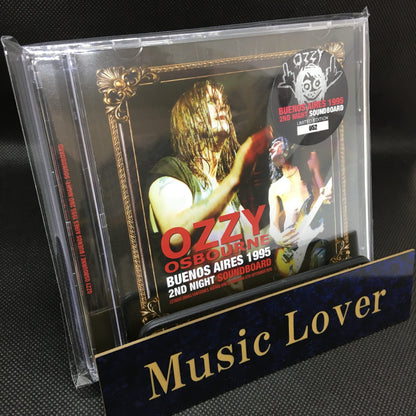 OZZY
BUENOS AIRES 1995
2ND NIGHT SOUNDBOARD
LIMITED EDITION
OZZY
OSBOURNE
BUENOS AIRES 1995
2ND NIGHT SOUNDBOARD
Music Lover